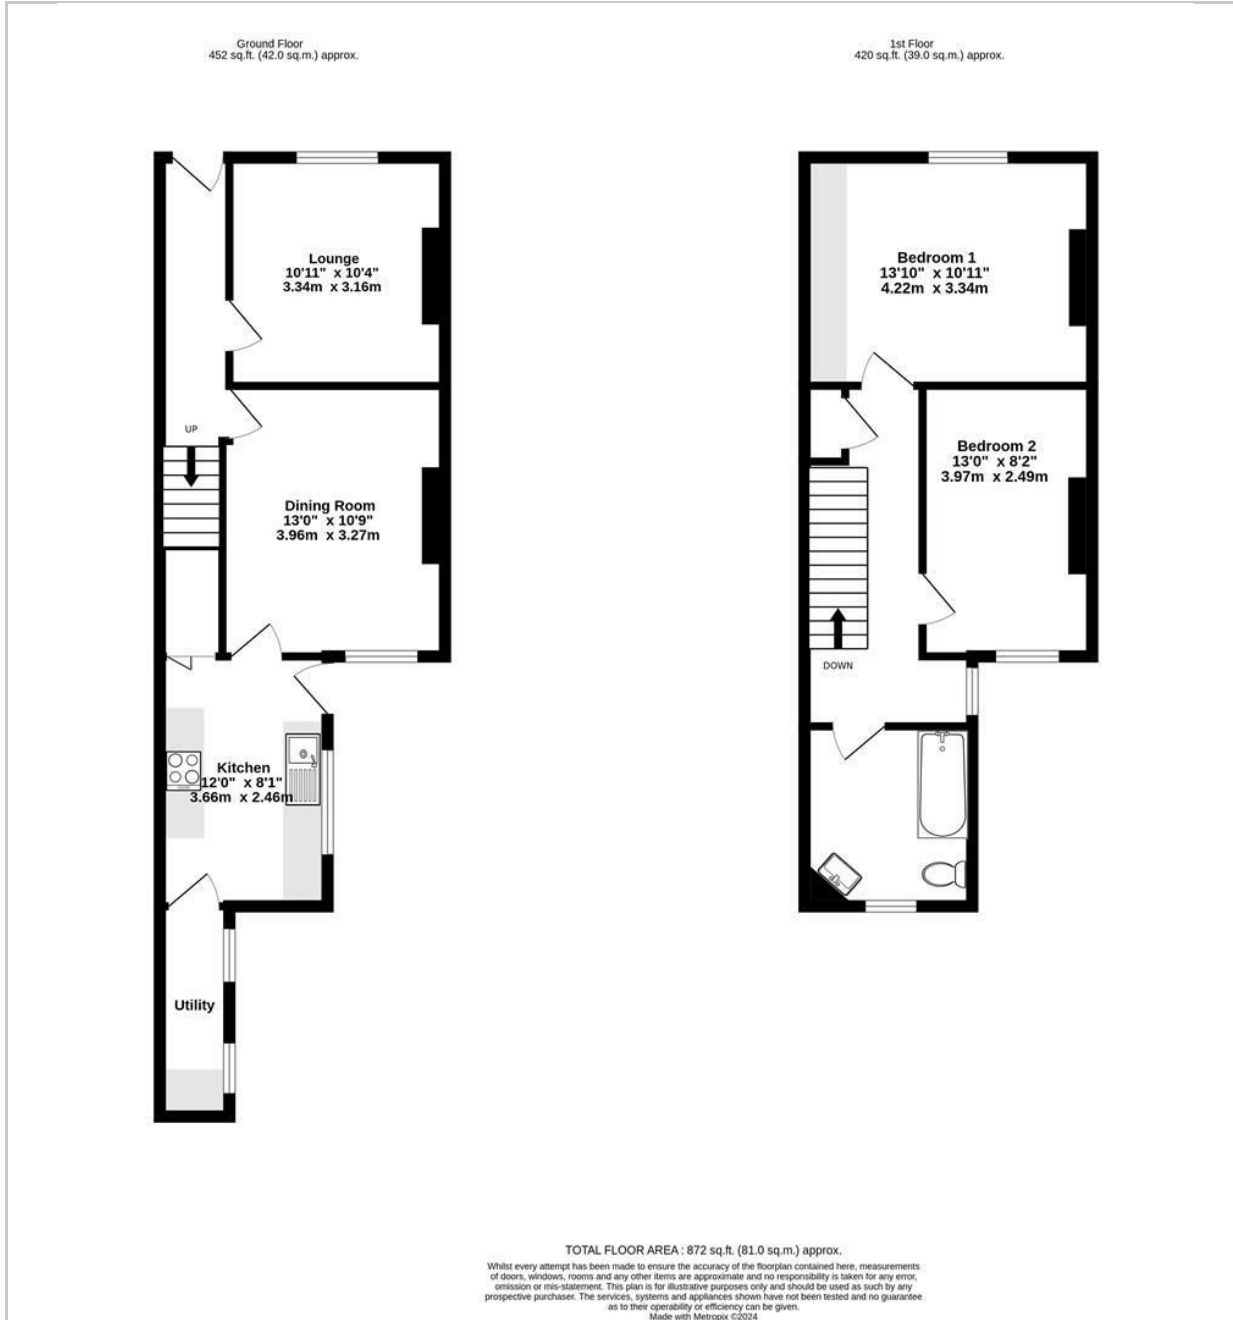 Ground Floor
452 sq.ft. (42.0 sq.m.) approx.
1st Floor
420 sq.ft. (39.0 sq.m.) approx.
Lounge
10'11" x 10'4"
3.34m x 3.16m
UP
Dining Room
13'0" x 10'9"
3.96m x 3.27m
Kitchen
12'0" x 8'1"
3.66m x 2.46m
Utility
Bedroom 1
13'10" x 10'11"
4.22m x 3.34m
Bedroom 2
13'0" x 8'2"
3.97m x 2.49m
DOWN
TOTAL FLOOR AREA : 872 sq.ft. (81.0 sq.m.) approx.
Whilst every attempt has been made to ensure the accuracy of the floorplan contained here, measurements
of doors, windows, rooms and any other items are approximate and no responsibility is taken for any error,
omission or mis-statement. This plan is for illustrative purposes only and should be used as such by any
prospective purchaser. The services, systems and appliances shown have not been tested and no guarantee
as to their operability or efficiency can be given.
Made with Metropix ©2024